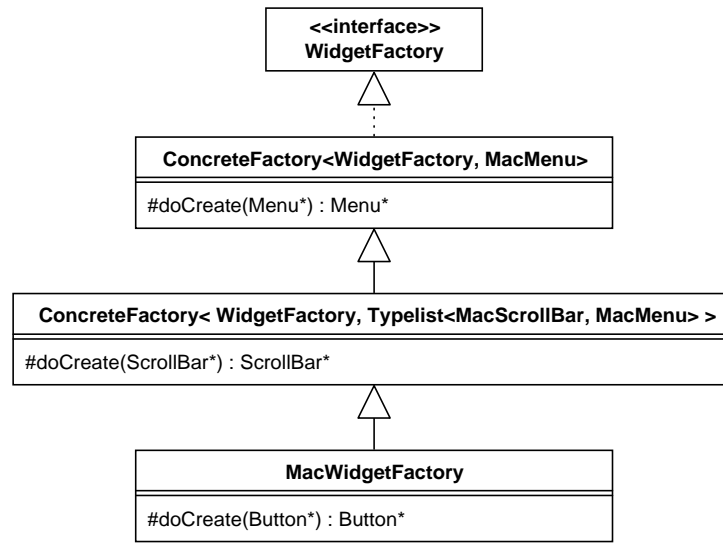 <<interface>>
WidgetFactory
ConcreteFactory<WidgetFactory, MacMenu>
#doCreate(Menu*) : Menu*
ConcreteFactory< WidgetFactory, Typelist<MacScrollBar, MacMenu> >
#doCreate(ScrollBar*) : ScrollBar*
MacWidgetFactory
#doCreate(Button*) : Button*